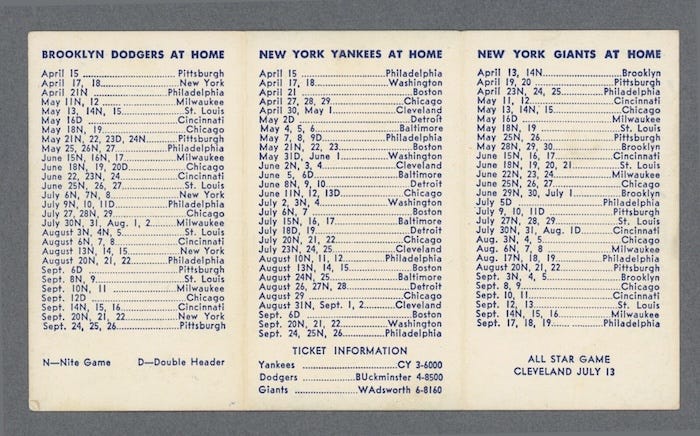 BROOKLYN DODGERS AT HOME
April 15 ............ Pittsburgh
April 17, 18 ............ New York
April 21N ............ Philadelphia
May 11N, 12 ............ Milwaukee
May 13, 14N, 15 ............ St. Louis
May 16D ............ Cincinnati
May 18N, 19 ............ Chicago
May 21N, 22, 23D, 24N ............ Pittsburgh
May 25, 26N, 27 ............ Philadelphia
June 15N, 16N, 17 ............ Milwaukee
June 18N, 19, 20D ............ Chicago
June 22, 23N, 24 ............ Cincinnati
June 25N, 26, 27 ............ St. Louis
July 6N, 7N, 8 ............ New York
July 9N, 10, 11D ............ Philadelphia
July 27, 28N, 29 ............ Chicago
July 30N, 31, Aug. 1, 2 ............ Milwaukee
August 3N, 4N, 5 ............ St. Louis
August 6N, 7, 8 ............ Cincinnati
August 13N, 14, 15 ............ New York
August 20N, 21, 22 ............ Philadelphia
Sept. 6D ............ Pittsburgh
Sept. 8N, 9 ............ St. Louis
Sept. 10N, 11 ............ Milwaukee
Sept. 12D ............ Chicago
Sept. 14N, 15, 16 ............ Cincinnati
Sept. 20N, 21, 22 ............ New York
Sept. 24, 25, 26 ............ Pittsburgh
N—Nite Game D—Double Header
NEW YORK YANKEES AT HOME
April 15 ............ Philadelphia
April 17, 18 ............ Washington
April 21 ............ Boston
April 27, 28, 29 ............ Chicago
April 30, May 1 ............ Cleveland
May 2D ............ Detroit
May 4, 5, 6 ............ Baltimore
May 7, 8, 9D ............ Philadelphia
May 21N, 22, 23 ............ Boston
May 31D, June 1 ............ Washington
June 2N, 3, 4 ............ Cleveland
June 5, 6D ............ Baltimore
June 8N, 9, 10 ............ Detroit
June 11N, 12, 13D ............ Chicago
July 2, 3N, 4 ............ Washington
July 6N, 7 ............ Boston
July 15N, 16, 17 ............ Baltimore
July 18D, 19 ............ Detroit
July 20N, 21, 22 ............ Chicago
July 23N, 24, 25 ............ Cleveland
August 10N, 11, 12 ............ Philadelphia
August 13N, 14, 15 ............ Boston
August 24N, 25 ............ Baltimore
August 26, 27N, 28 ............ Detroit
August 29 ............ Chicago
August 31N, Sept. 1, 2 ............ Cleveland
Sept. 6D ............ Boston
Sept. 20N, 21, 22 ............ Washington
Sept. 24, 25N, 26 ............ Philadelphia
TICKET INFORMATION
Yankees ............ CY 3-6000
Dodgers ............ BUckminster 4-8500
Giants ............ WAdsworth 6-8160
NEW YORK GIANTS AT HOME
April 13, 14N ............ Brooklyn
April 19, 20 ............ Pittsburgh
April 23N, 24, 25 ............ Philadelphia
May 11, 12 ............ Cincinnati
May 13, 14N, 15 ............ Chicago
May 16D ............ Milwaukee
May 18N, 19 ............ St. Louis
May 25N, 26 ............ Pittsburgh
May 28N, 29, 30 ............ Brooklyn
June 15N, 16, 17 ............ Cincinnati
June 18N, 19, 20, 21 ............ St. Louis
June 22N, 23, 24 ............ Milwaukee
June 25N, 26, 27 ............ Chicago
June 29N, 30, July 1 ............ Brooklyn
July 5D ............ Philadelphia
July 9, 10, 11D ............ Pittsburgh
July 27N, 28, 29 ............ St. Louis
July 30N, 31, Aug. 1D ............ Cincinnati
Aug. 3N, 4, 5 ............ Chicago
Aug. 6N, 7, 8 ............ Milwaukee
Aug. 17N, 18, 19 ............ Philadelphia
August 20N, 21, 22 ............ Pittsburgh
Sept. 3N, 4, 5 ............ Brooklyn
Sept. 8, 9 ............ Chicago
Sept. 10, 11 ............ Cincinnati
Sept. 12, 13 ............ St. Louis
Sept. 14N, 15, 16 ............ Milwaukee
Sept. 17, 18, 19 ............ Philadelphia
ALL STAR GAME
CLEVELAND JULY 13